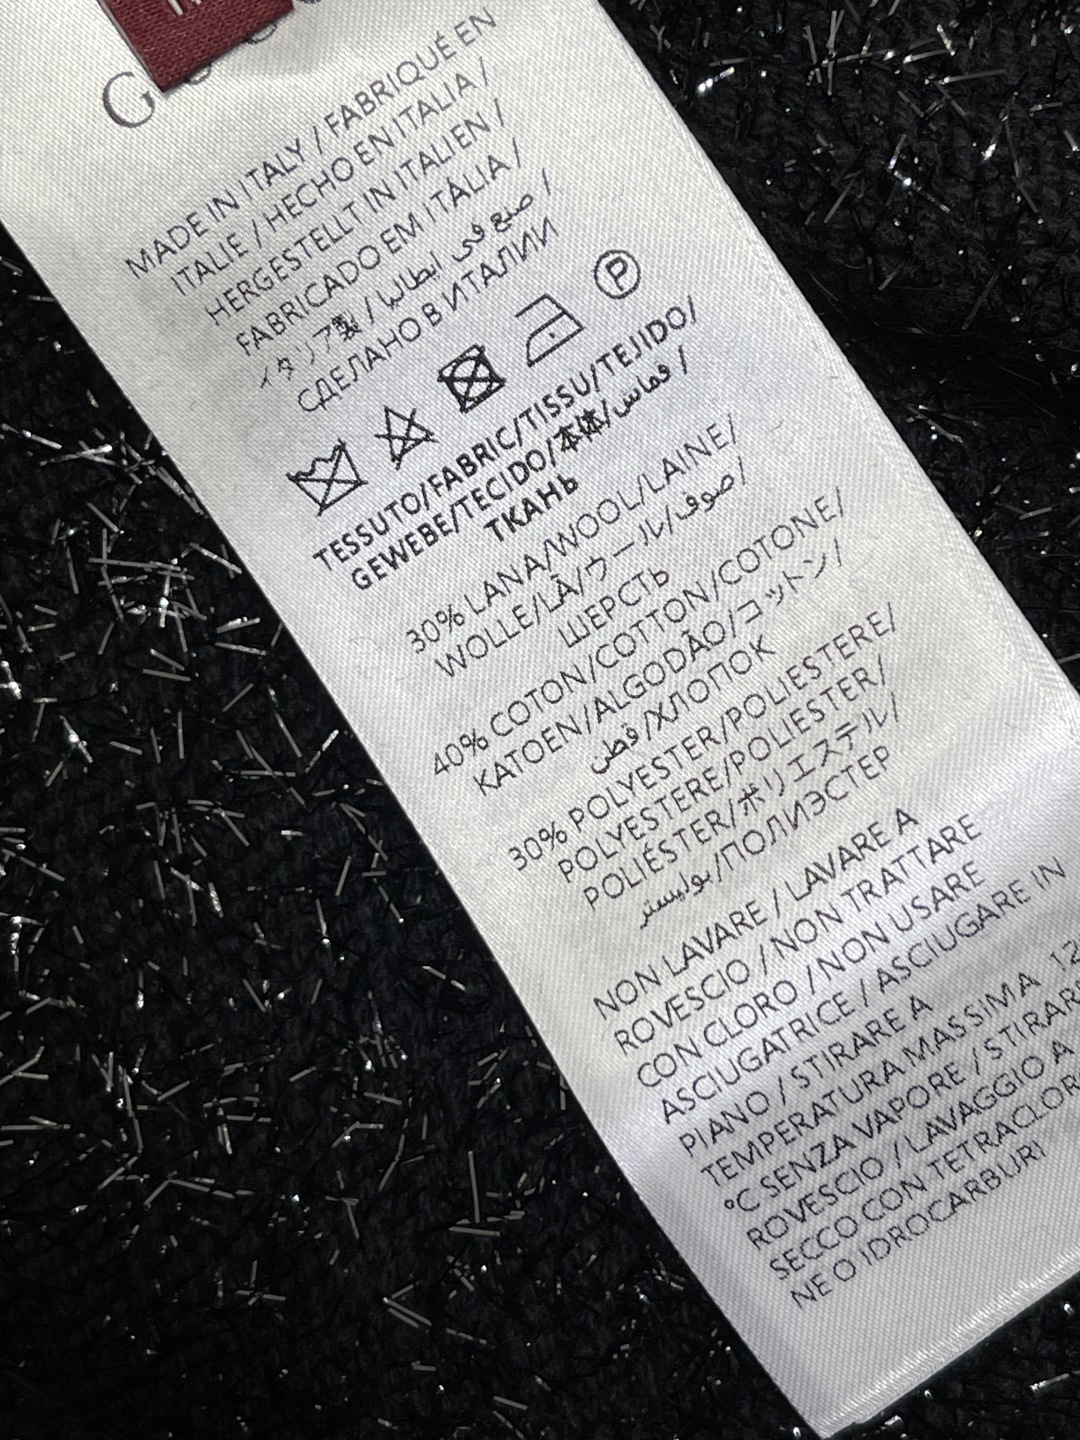 G
MADE IN ITALY / FABRIQUÉ EN
ITALIE / HECHO EN ITALIA /
HERGESTELLT IN ITALIEN /
FABRICADO EM ITÁLIA /
イタリア製 / صنع في ايطاليا /
СДЕЛАНО В ИТАЛИИ
P
TESSUTO/FABRIC/TISSU/TEJIDO/
GEWEBE/TECIDO/本体/قماش /
ТКАНЬ
30% LANA/WOOL/LAINE/
WOLLE/LÃ/ウール/صوف/
ШЕРСТЬ
40% COTON/COTTON/COTONE/
KATOEN/ALGODÃO/コットン/
قطن/ХЛОПОК
30% POLYESTER/POLIESTERE/
POLYESTERE/POLIESTER/
POLIÉSTER/ポリエステル/
بوليستر/ПОЛИЭСТЕР
NON LAVARE / LAVARE A
ROVESCIO / NON TRATTARE
CON CLORO / NON USARE
ASCIUGATRICE / ASCIUGARE IN
PIANO / STIRARE A
TEMPERATURA MASSIMA 12
°C SENZA VAPORE / STIRAR
ROVESCIO / LAVAGGIO A
SECCO CON TETRACLOR
NE O IDROCARBURI